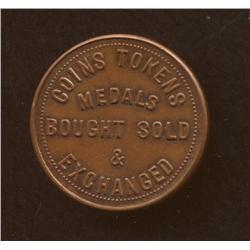 COINS TOKENS
MEDALS
BOUGHT SOLD
&
EXCHANGED